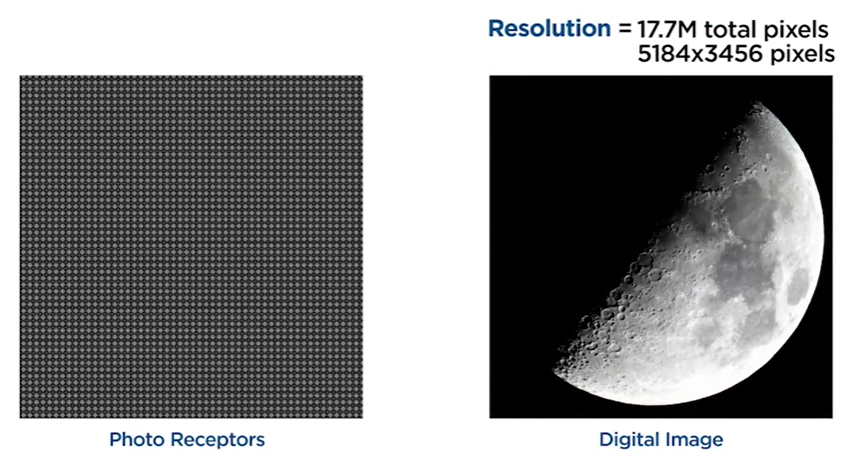 Resolution = 17.7M total pixels
5184x3456 pixels
Photo Receptors
Digital Image